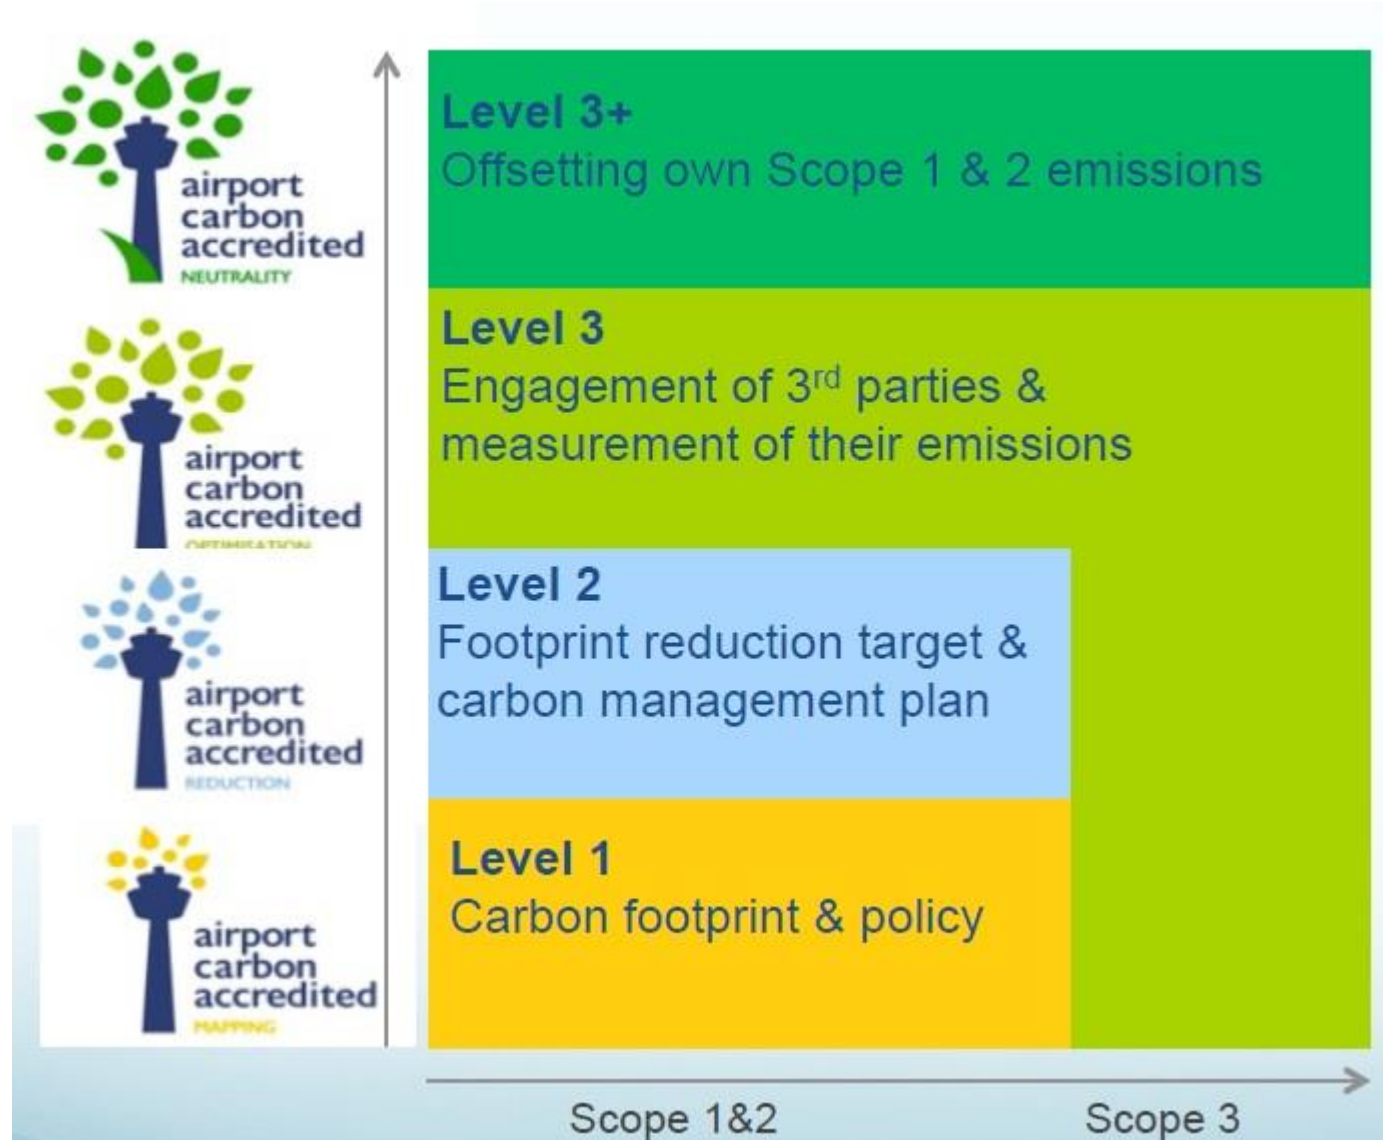 airport
carbon
accredited
NEUTRALITY
Level 3+
Offsetting own Scope 1 & 2 emissions
airport
carbon
accredited
OPTIMISATION
Level 3
Engagement of 3rd parties &
measurement of their emissions
airport
carbon
accredited
REDUCTION
Level 2
Footprint reduction target &
carbon management plan
airport
carbon
accredited
MAPPING
Level 1
Carbon footprint & policy
Scope 1&2
Scope 3